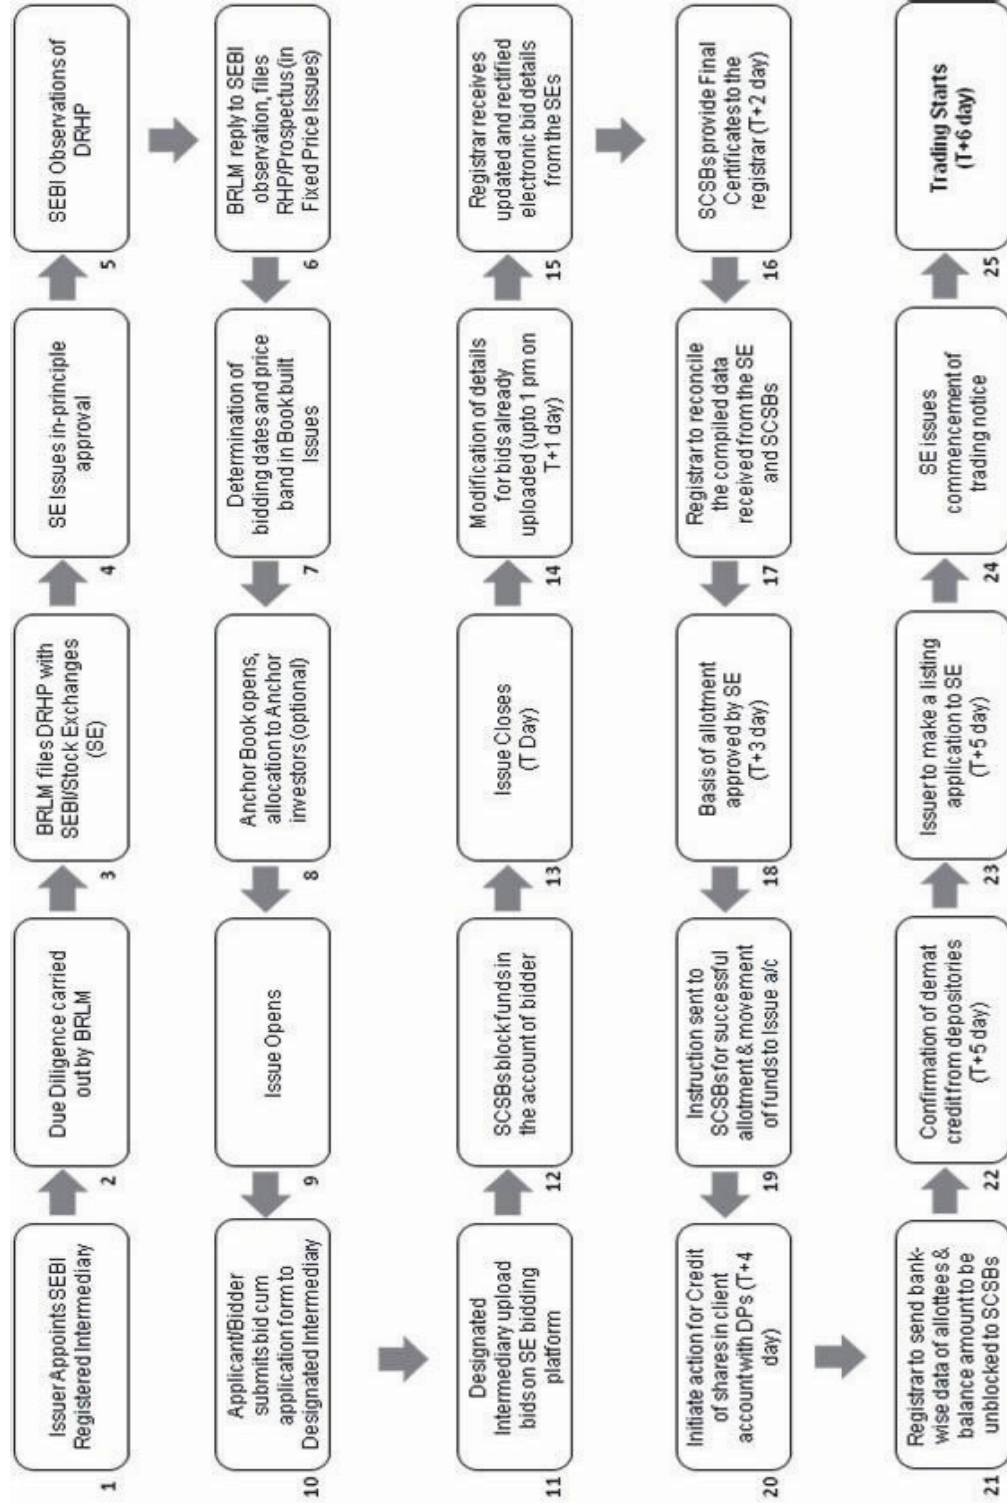 1
Issuer Appoints SEBI
Registered Intermediary
2
Due Diligence carried
out by BRLM
3
BRLM files DRHP with
SEBI/Stock Exchanges
(SE)
4
SE Issues in-principle
approval
5
SEBI Observations of
DRHP
6
BRLM reply to SEBI
observation, files
RHP/Prospectus (in
Fixed Price Issues)
7
Determination of
bidding dates and price
band in Book built
Issues
8
Anchor Book opens,
allocation to Anchor
investors (optional)
9
Issue Opens
10
Applicant/Bidder
submits bid cum
application form to
Designated Intermediary
11
Designated
Intermediary upload
bids on SE bidding
platform
12
SCSBs block funds in
the account of bidder
13
Issue Closes
(T Day)
14
Modification of details
for bids already
uploaded (upto 1 pm on
T+1 day)
15
Registrar receives
updated and rectified
electronic bid details
from the SEs
16
SCSBs provide Final
Certificates to the
registrar (T+2 day)
17
Registrar to reconcile
the compiled data
received from the SE
and SCSBs
18
Basis of allotment
approved by SE
(T+3 day)
19
Instruction sent to
SCSBs for successful
allotment & movement
of funds to Issue a/c
20
Initiate action for Credit
of shares in client
account with DPs (T+4
day)
21
Registrar to send bank-
wise data of allottees &
balance amount to be
unblocked to SCSBs
22
Confirmation of demat
credit from depositories
(T+5 day)
23
Issuer to make a listing
application to SE
(T+5 day)
24
SE issues
commencement of
trading notice
25
Trading Starts
(T+6 day)